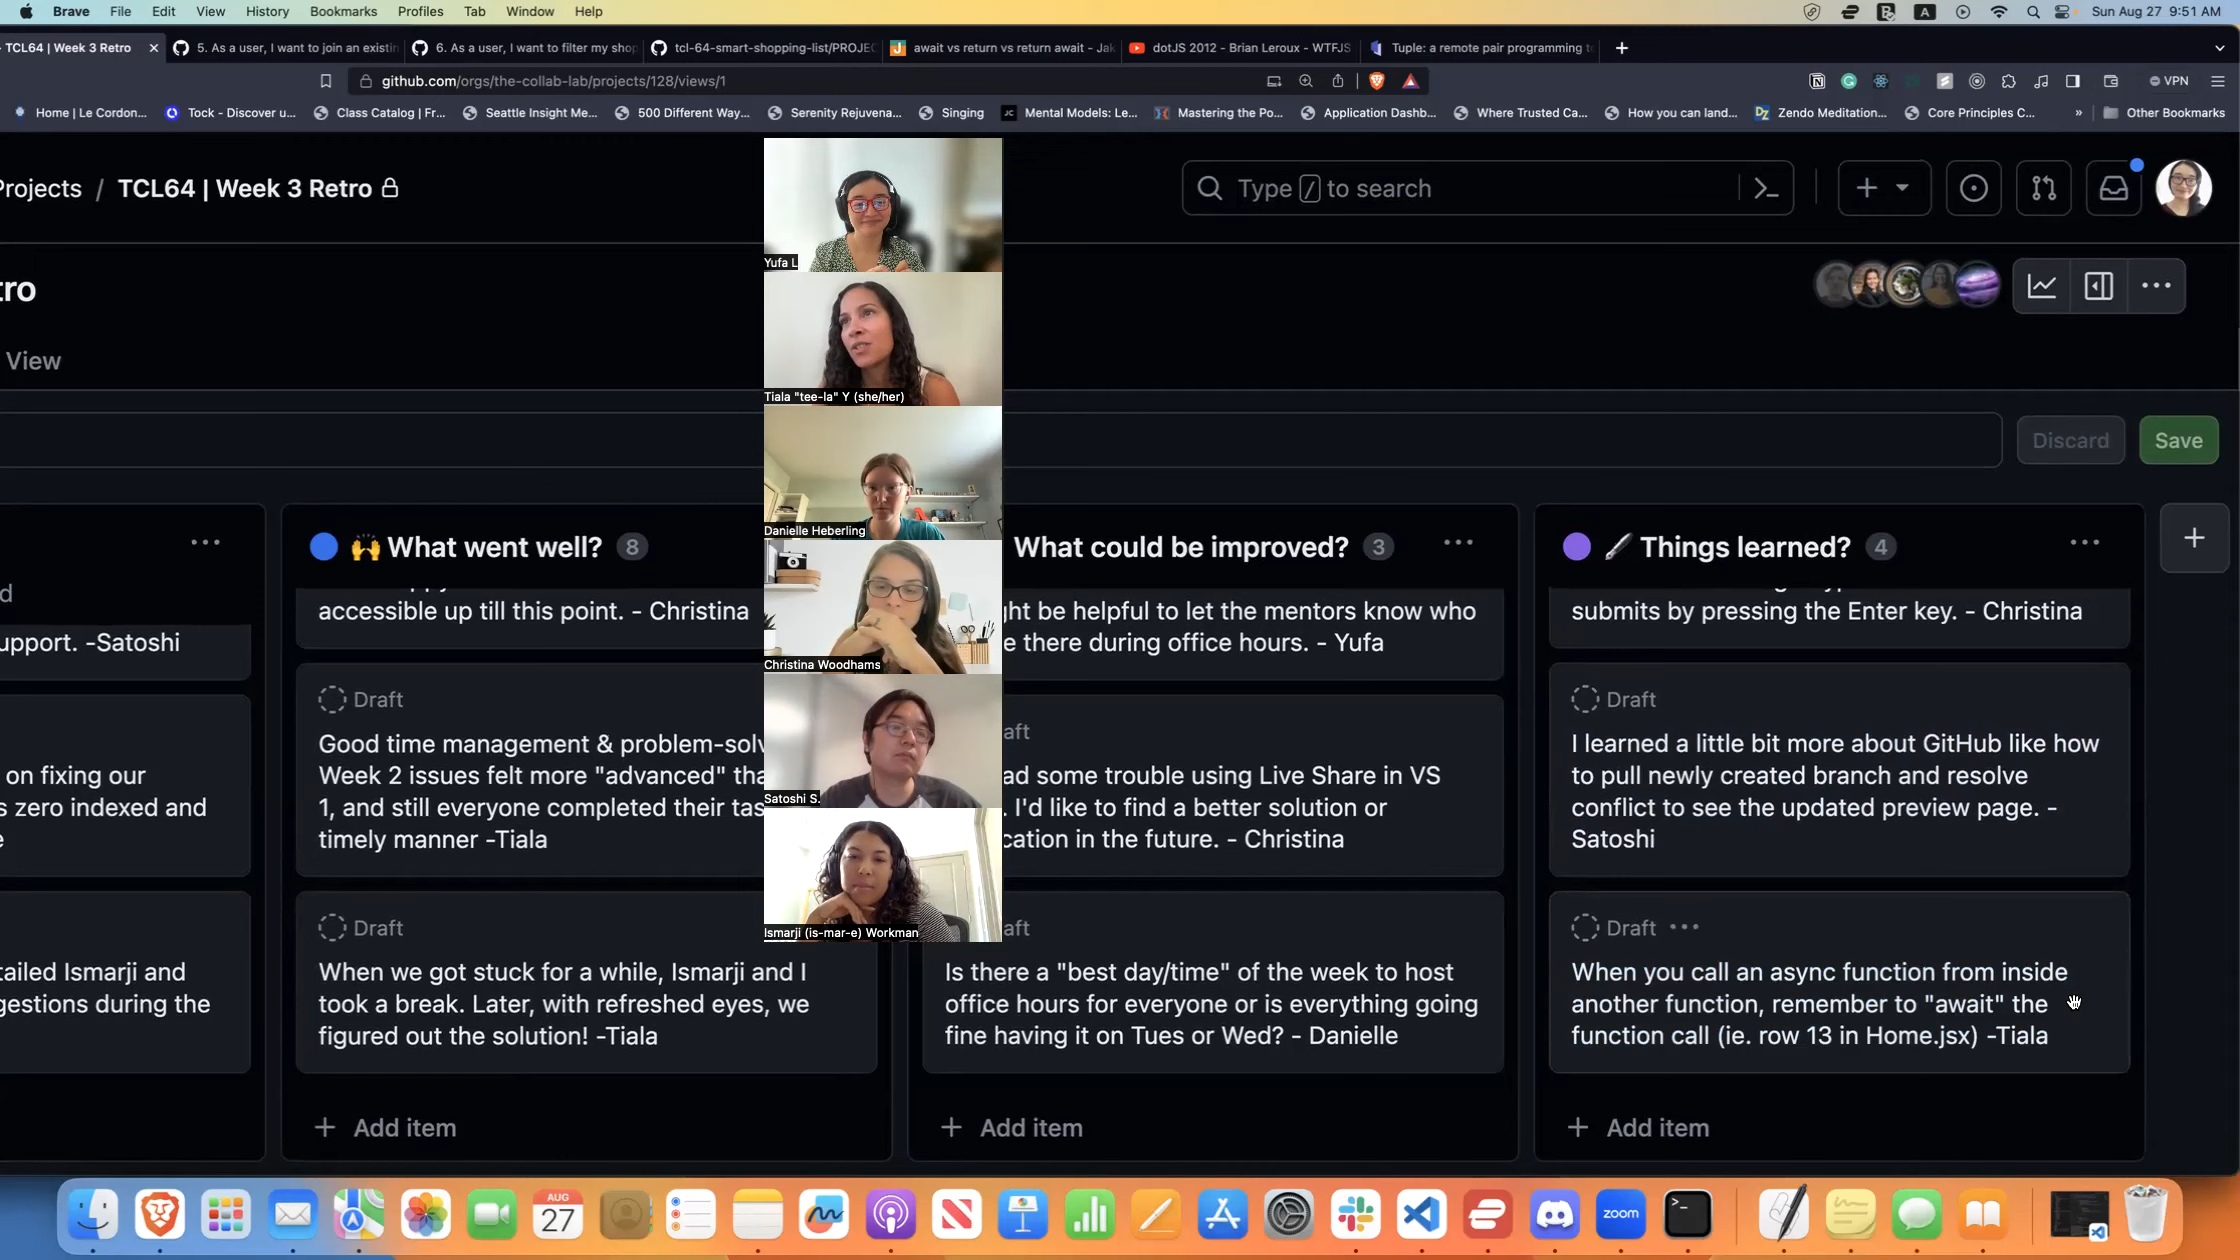 Brave File Edit View History Bookmarks Profiles Tab Window Help
A
Sun Aug 27 9:51 AM
TCL64 | Week 3 Retro
5. As a user, I want to join an existin
6. As a user, I want to filter my shop
tcl-64-smart-shopping-list/PROJEC
await vs return vs return await - Jak
dotJS 2012 - Brian Leroux - WTFJS
Tuple: a remote pair programming to
github.com/orgs/the-collab-lab/projects/128/views/1
VPN
Home | Le Cordon...
Tock - Discover u...
Class Catalog | Fr...
Seattle Insight Me...
500 Different Way...
Serenity Rejuvena...
Singing
Mental Models: Le...
Mastering the Po...
Application Dashb...
Where Trusted Ca...
How you can land...
Zendo Meditation...
Core Principles C...
» Other Bookmarks
Projects / TCL64 | Week 3 Retro
Type / to search
tro
View
Discard
Save
Yufa L
Tiala "tee-la" Y (she/her)
Danielle Heberling
Christina Woodhams
Satoshi S.
Ismarji (is-mar-e) Workman
d
upport. -Satoshi
on fixing our
s zero indexed and
e
tailed Ismarji and
gestions during the
🙌 What went well? 8
accessible up till this point. - Christina
Draft
Good time management & problem-solv
Week 2 issues felt more "advanced" tha
1, and still everyone completed their tas
timely manner -Tiala
Draft
When we got stuck for a while, Ismarji and I
took a break. Later, with refreshed eyes, we
figured out the solution! -Tiala
+ Add item
What could be improved? 3
ght be helpful to let the mentors know who
e there during office hours. - Yufa
aft
ad some trouble using Live Share in VS
. I'd like to find a better solution or
cation in the future. - Christina
aft
Is there a "best day/time" of the week to host
office hours for everyone or is everything going
fine having it on Tues or Wed? - Danielle
+ Add item
🖌 Things learned? 4
submits by pressing the Enter key. - Christina
Draft
I learned a little bit more about GitHub like how
to pull newly created branch and resolve
conflict to see the updated preview page. -
Satoshi
Draft
When you call an async function from inside
another function, remember to "await" the
function call (ie. row 13 in Home.jsx) -Tiala
+ Add item
AUG
27
zoom